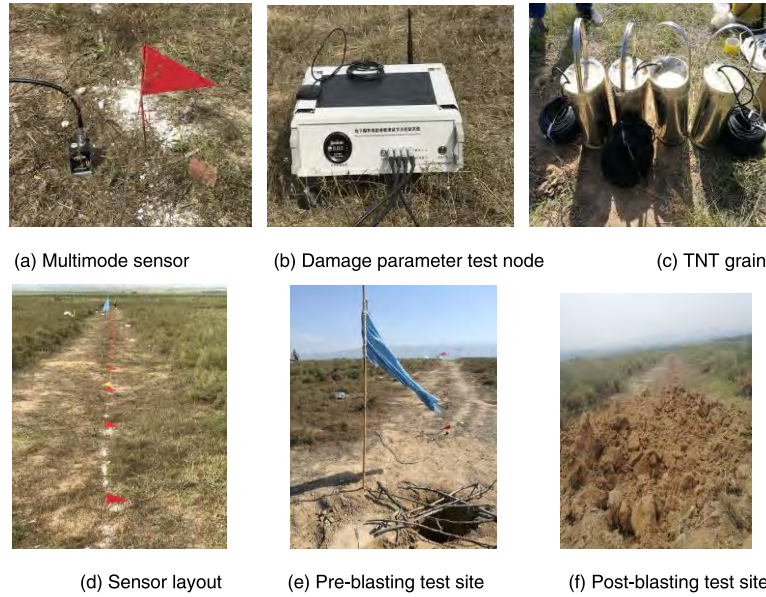 (a) Multimode sensor
(b) Damage parameter test node
(c) TNT grain
(d) Sensor layout
(e) Pre-blasting test site
(f) Post-blasting test site